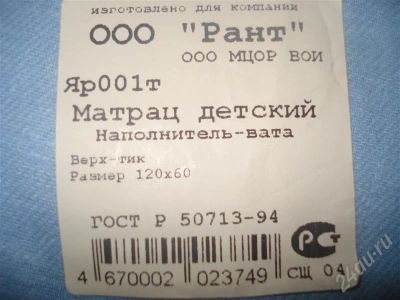 изготовлено для компании
ООО "Рант"
ООО МЦОР ВОИ
Яр001т
Матрац детский
Наполнитель-вата
Верх-тик
Размер 120х60
ГОСТ Р 50713-94
РСТ
4 670002 023749 СЩ 04
24au.ru